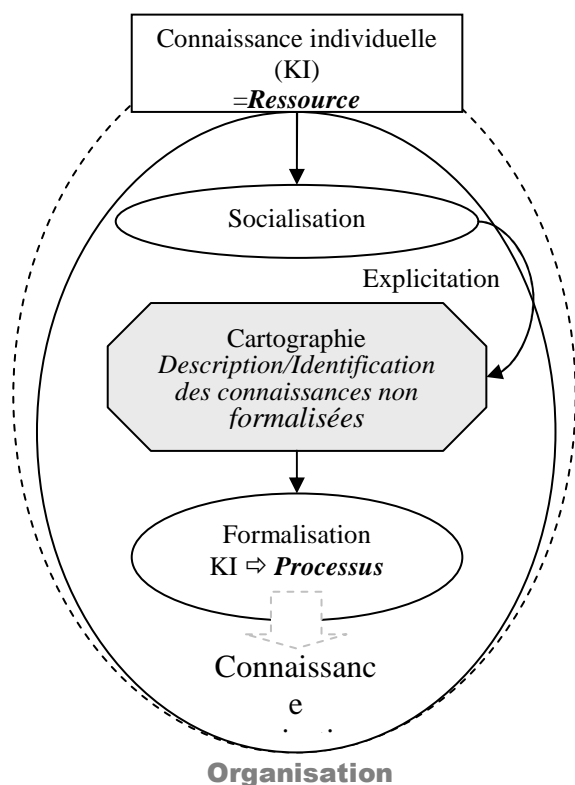 Connaissance individuelle
(KI)
=Ressource
Socialisation
Explicitation
Cartographie
Description/Identification
des connaissances non
formalisées
Formalisation
KI ⇨ Processus
Connaissanc
e
Organisation